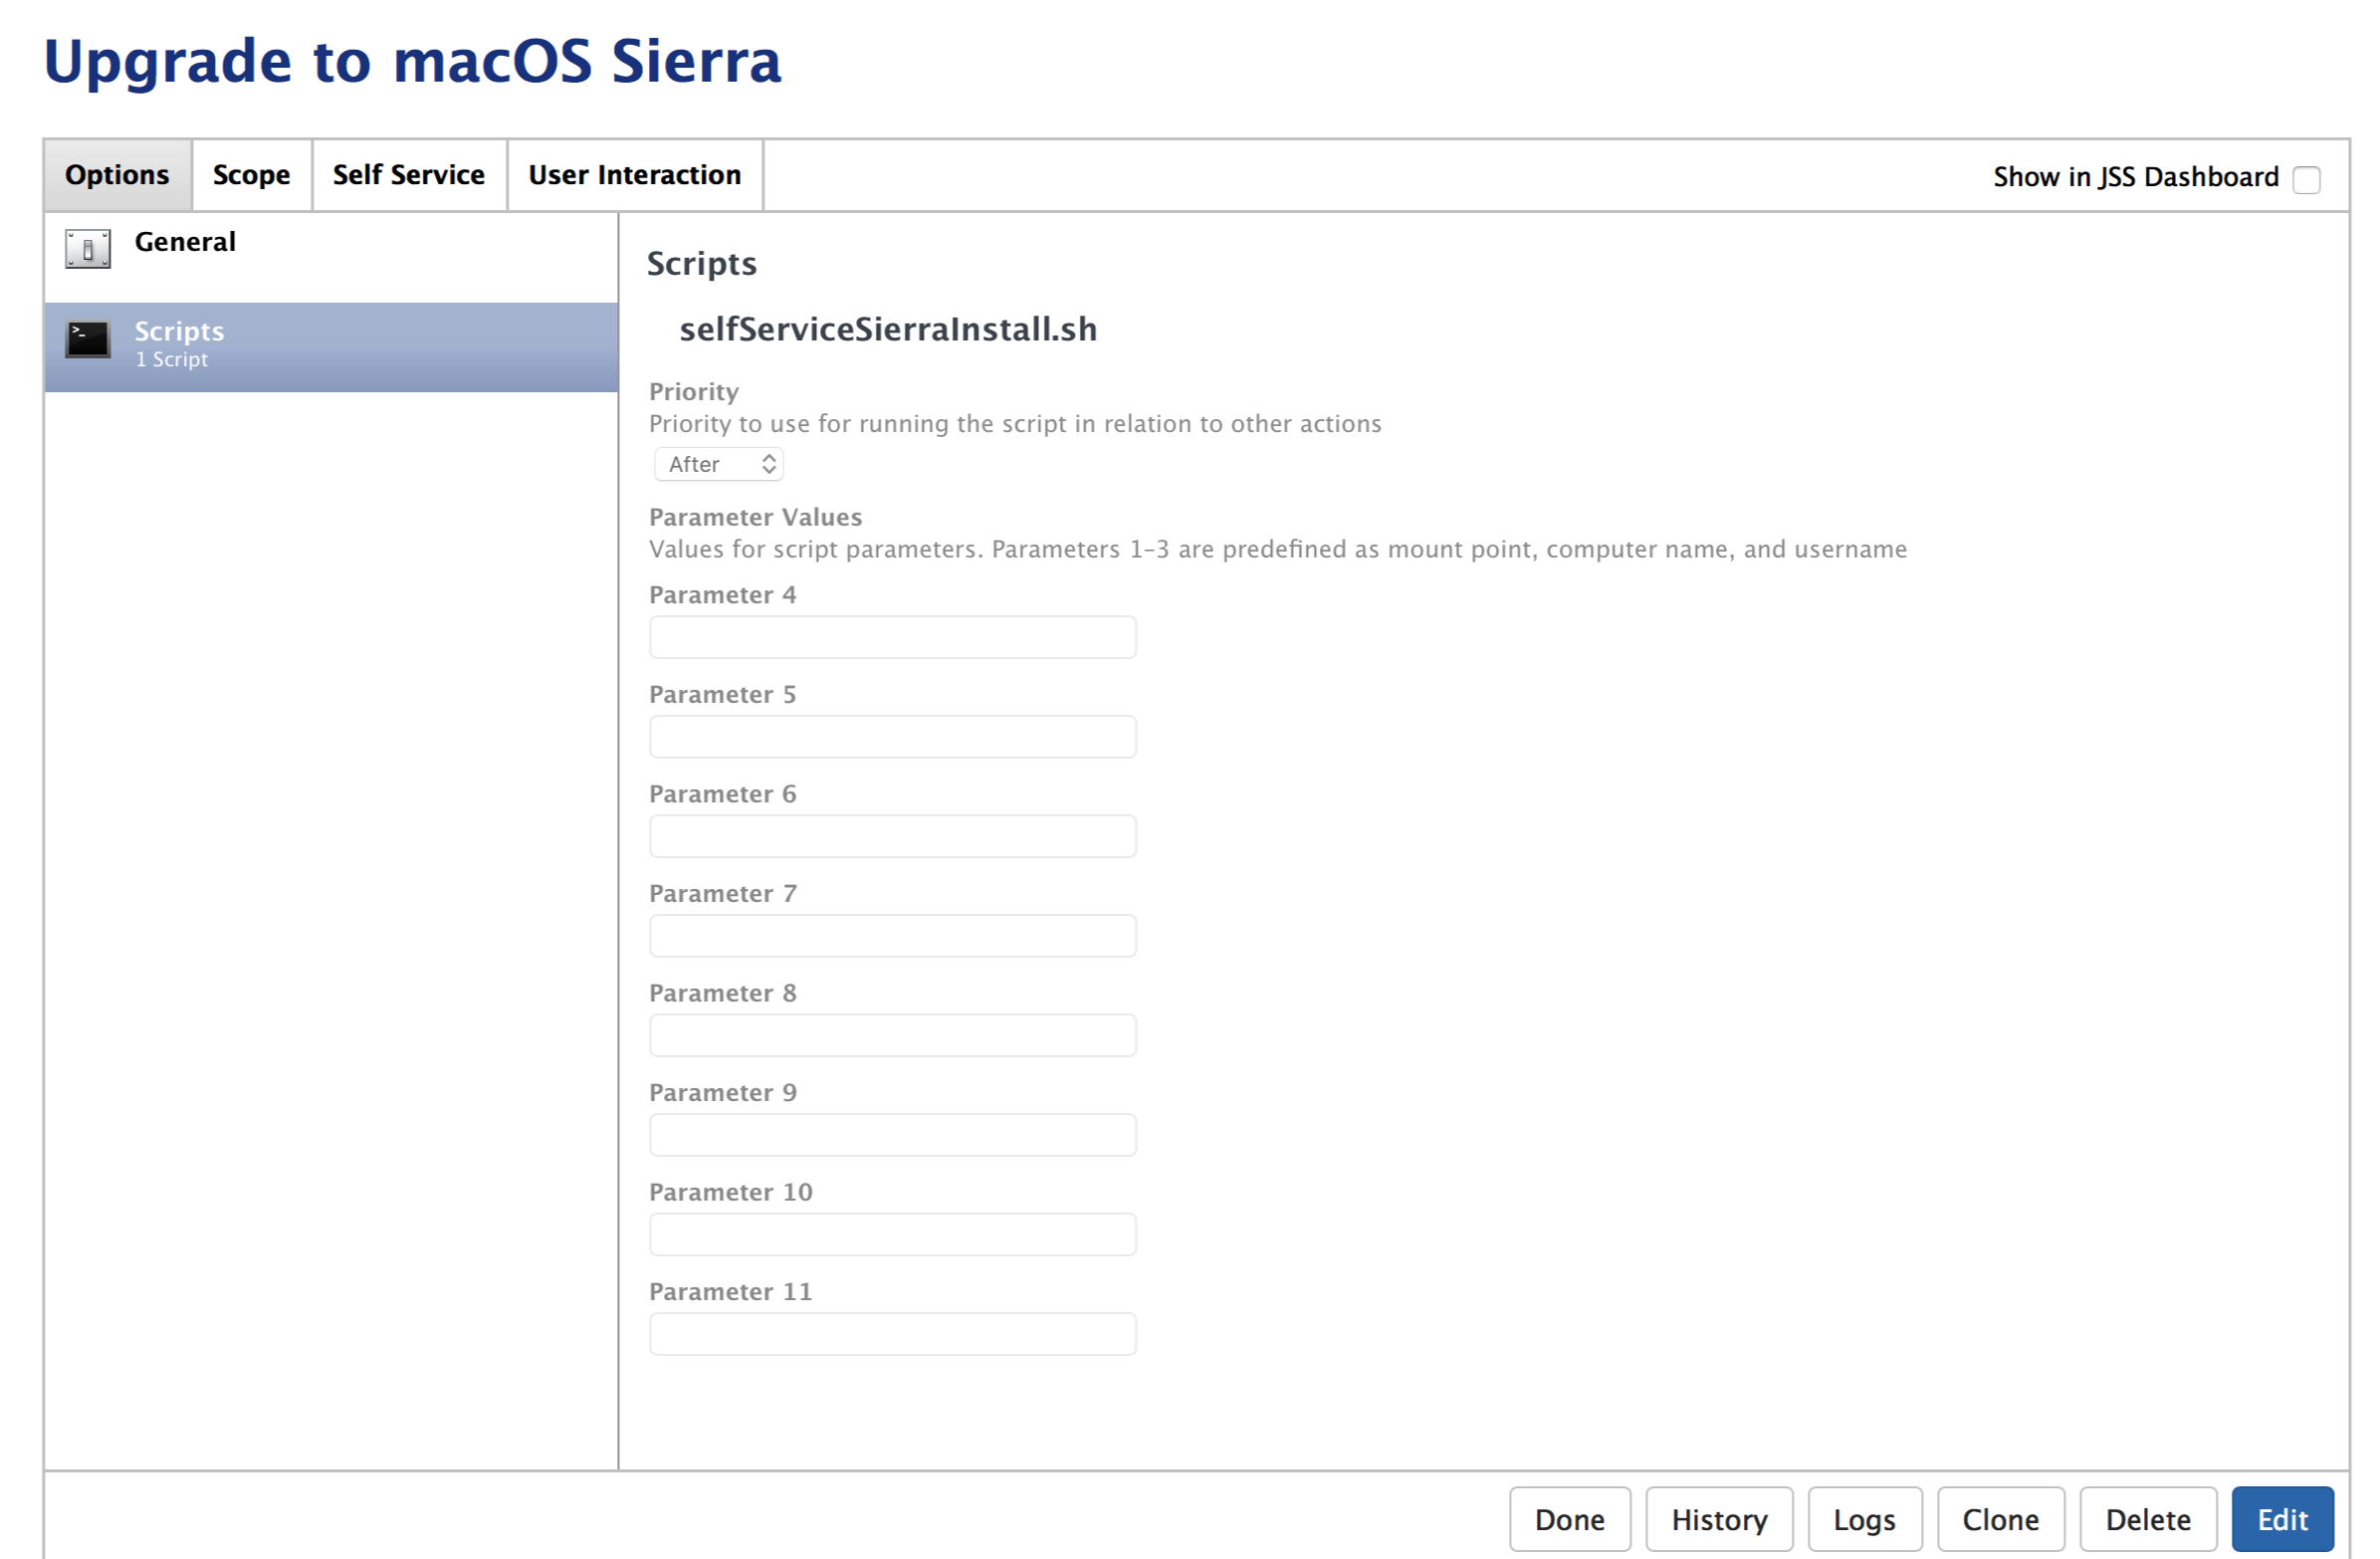 Upgrade to macOS Sierra
Options
Scope
Self Service
User Interaction
Show in JSS Dashboard
General
Scripts
1 Script
Scripts
selfServiceSierraInstall.sh
Priority
Priority to use for running the script in relation to other actions
After
Parameter Values
Values for script parameters. Parameters 1–3 are predefined as mount point, computer name, and username
Parameter 4
Parameter 5
Parameter 6
Parameter 7
Parameter 8
Parameter 9
Parameter 10
Parameter 11
Done
History
Logs
Clone
Delete
Edit